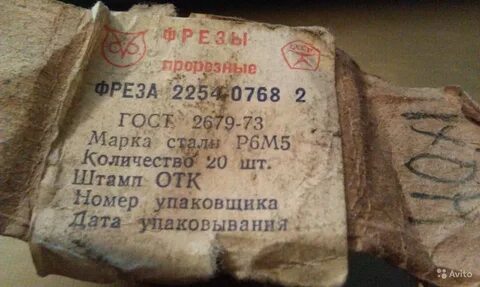 ФРЕЗЫ
прорезные
ФРЕЗА 2254-0768 2
ГОСТ 2679-73
Марка стали Р6М5
Количество 20 шт.
Штамп ОТК
Номер упаковщика
Дата упаковывания
Avito